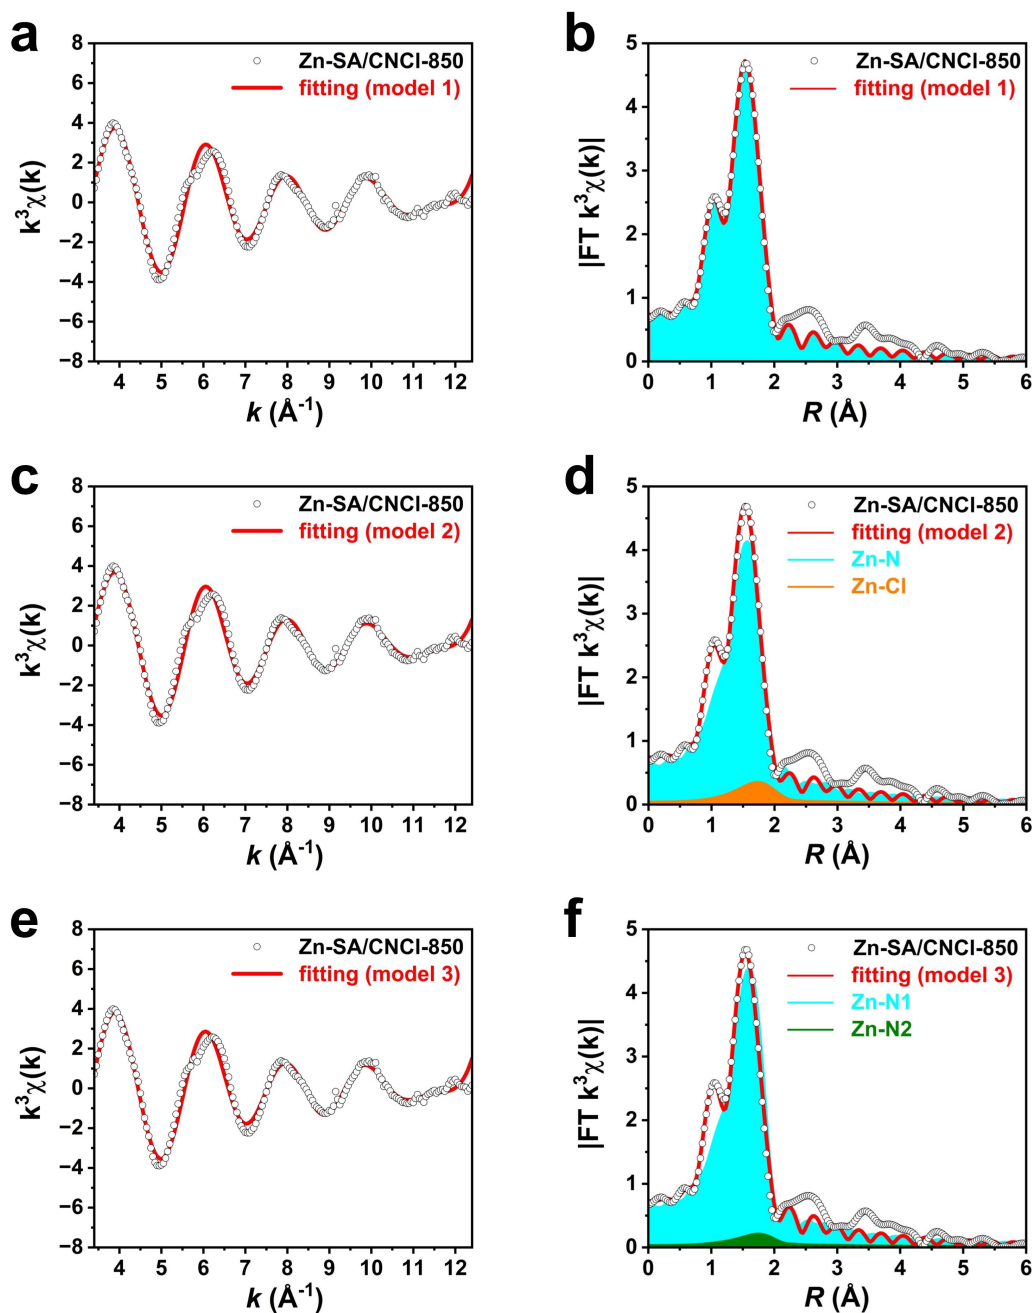 a
8
6
4
2
0
−2
−4
−6
−8
k³χ(k)
Zn-SA/CNCl-850
fitting (model 1)
4 5 6 7 8 9 10 11 12
k (Å⁻¹)
b
5
4
3
2
1
0
|FT k³χ(k)|
Zn-SA/CNCl-850
fitting (model 1)
0 1 2 3 4 5 6
R (Å)
c
8
6
4
2
0
−2
−4
−6
−8
k³χ(k)
Zn-SA/CNCl-850
fitting (model 2)
4 5 6 7 8 9 10 11 12
k (Å⁻¹)
d
5
4
3
2
1
0
|FT k³χ(k)|
Zn-SA/CNCl-850
fitting (model 2)
Zn-N
Zn-Cl
0 1 2 3 4 5 6
R (Å)
e
8
6
4
2
0
−2
−4
−6
−8
k³χ(k)
Zn-SA/CNCl-850
fitting (model 3)
4 5 6 7 8 9 10 11 12
k (Å⁻¹)
f
5
4
3
2
1
0
|FT k³χ(k)|
Zn-SA/CNCl-850
fitting (model 3)
Zn-N1
Zn-N2
0 1 2 3 4 5 6
R (Å)